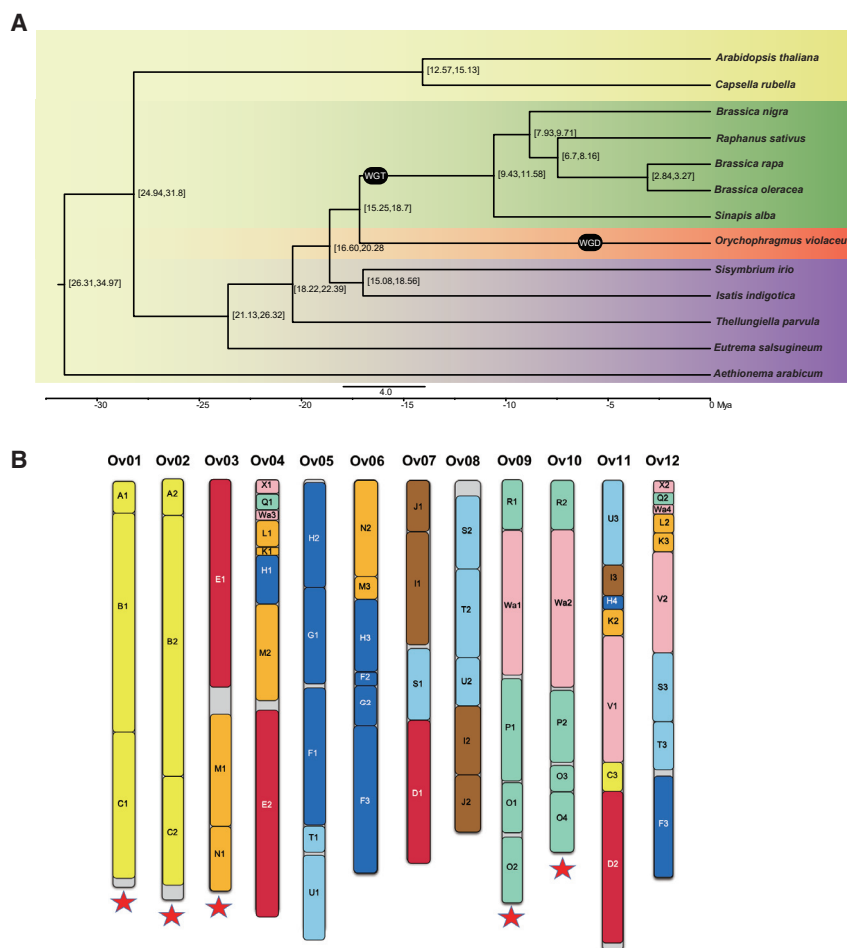 A
Arabidopsis thaliana
[12.57,15.13]
Capsella rubella
Brassica nigra
[7.93,9.71]
Raphanus sativus
[6.7,8.16]
Brassica rapa
[9.43,11.58]
[2.84,3.27]
WGT
Brassica oleracea
[24.94,31.8]
[15.25,18.7]
Sinapis alba
Orychophragmus violaceu
WGD
[16.60,20.28
Sisymbrium irio
[26.31,34.97]
[15.08,18.56]
[18.22,22.39]
Isatis indigotica
[21.13,26.32]
Thellungiella parvula
Eutrema salsugineum
Aethionema arabicum
4.0
-30 -25 -20 -15 -10 -5 0 Mya
B
Ov01 Ov02 Ov03 Ov04 Ov05 Ov06 Ov07 Ov08 Ov09 Ov10 Ov11 Ov12
A1
B1
C1
A2
B2
C2
E1
M1
N1
X1
Q1
Wa3
L1
K1
H1
M2
E2
H2
G1
F1
T1
U1
N2
M3
H3
F2
G2
F3
J1
I1
S1
D1
S2
T2
U2
I2
J2
R1
Wa1
P1
O1
O2
R2
Wa2
P2
O3
O4
U3
I3
H4
K2
V1
C3
D2
X2
Q2
Wa4
L2
K3
V2
S3
T3
F3